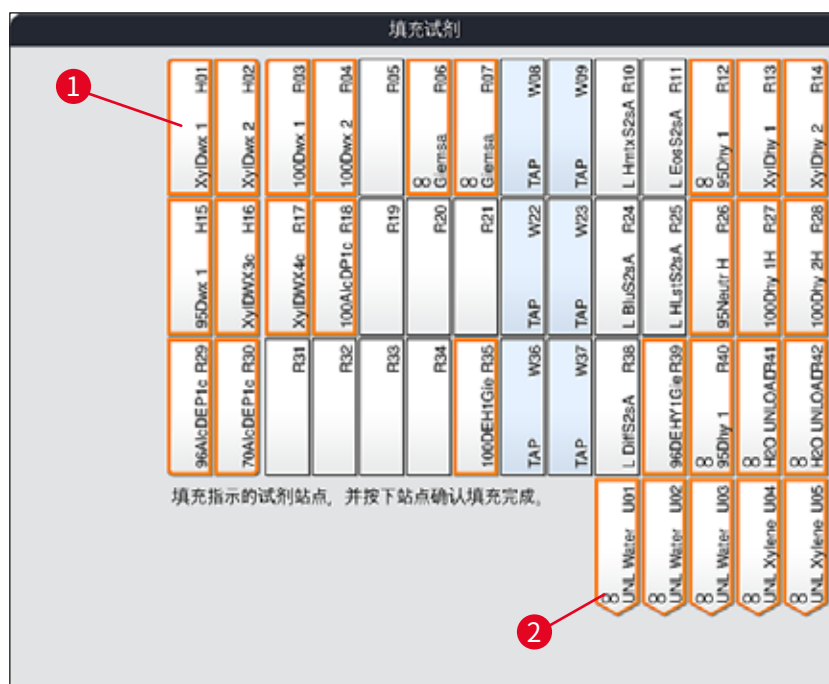 填充试剂
1
XylDwx 1 H01
XylDwx 2 H02
100Dwx 1 R03
100Dwx 2 R04
R05
∞ Giemsa R06
∞ Giemsa R07
TAP W08
TAP W09
L HmtxS2sA R10
L EosS2sA R11
∞ 95Dhy 1 R12
XylDhy 1 R13
XylDhy 2 R14
95Dwx 1 H15
XylDWX3c H16
XylDWX4c R17
100AlcDP1c R18
R19
R20
R21
TAP W22
TAP W23
L BluS2sA R24
L HLstS2sA R25
95Neutr H R26
100Dhy 1H R27
100Dhy 2H R28
96AlcDEP1c R29
70AlcDEP1c R30
R31
R32
R33
R34
100DEH1Gie R35
TAP W36
TAP W37
L DiffS2sA R38
96DEHY1Gie R39
∞ 95Dhy 1 R40
∞ H2O UNLOAD R41
∞ H2O UNLOAD R42
填充指示的试剂站点，并按下站点确认填充完成。
∞ UNL Water U01
∞ UNL Water U02
∞ UNL Water U03
∞ UNL Xylene U04
∞ UNL Xylene U05
2